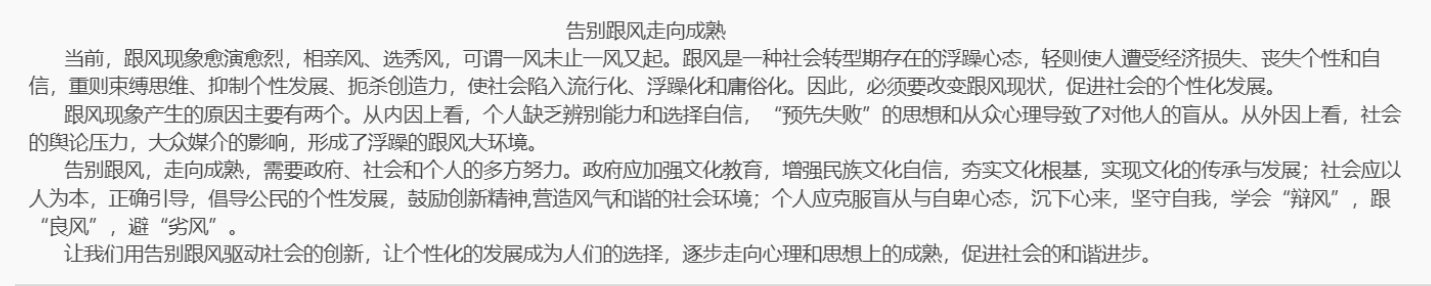 告别跟风走向成熟
当前，跟风现象愈演愈烈，相亲风、选秀风，可谓一风未止一风又起。跟风是一种社会转型期存在的浮躁心态，轻则使人遭受经济损失、丧失个性和自
信，重则束缚思维、抑制个性发展、扼杀创造力，使社会陷入流行化、浮躁化和庸俗化。因此，必须要改变跟风现状，促进社会的个性化发展。
跟风现象产生的原因主要有两个。从内因上看，个人缺乏辨别能力和选择自信，“预先失败”的思想和从众心理导致了对他人的盲从。从外因上看，社会
的舆论压力，大众媒介的影响，形成了浮躁的跟风大环境。
告别跟风，走向成熟，需要政府、社会和个人的多方努力。政府应加强文化教育，增强民族文化自信，夯实文化根基，实现文化的传承与发展；社会应以
人为本，正确引导，倡导公民的个性发展，鼓励创新精神,营造风气和谐的社会环境；个人应克服盲从与自卑心态，沉下心来，坚守自我，学会“辩风”，跟
“良风”，避“劣风”。
让我们用告别跟风驱动社会的创新，让个性化的发展成为人们的选择，逐步走向心理和思想上的成熟，促进社会的和谐进步。